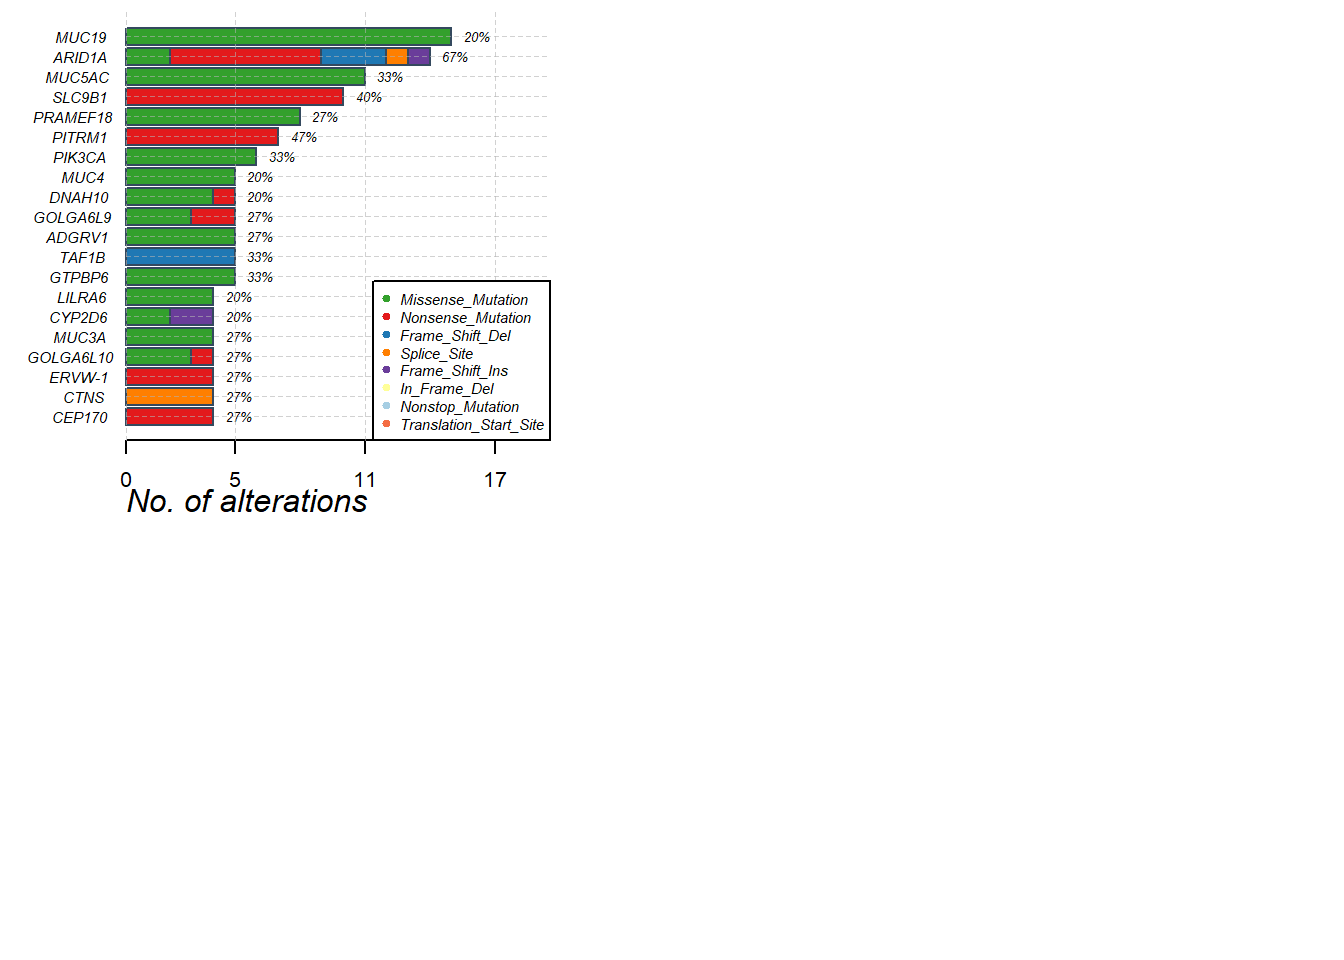 MUC19 20%
ARID1A 67%
MUC5AC 33%
SLC9B1 40%
PRAMEF18 27%
PITRM1 47%
PIK3CA 33%
MUC4 20%
DNAH10 20%
GOLGA6L9 27%
ADGRV1 27%
TAF1B 33%
GTPBP6 33%
LILRA6 20%
CYP2D6 20%
MUC3A 27%
GOLGA6L10 27%
ERVW-1 27%
CTNS 27%
CEP170 27%
Missense_Mutation
Nonsense_Mutation
Frame_Shift_Del
Splice_Site
Frame_Shift_Ins
In_Frame_Del
Nonstop_Mutation
Translation_Start_Site
0 5 11 17
No. of alterations